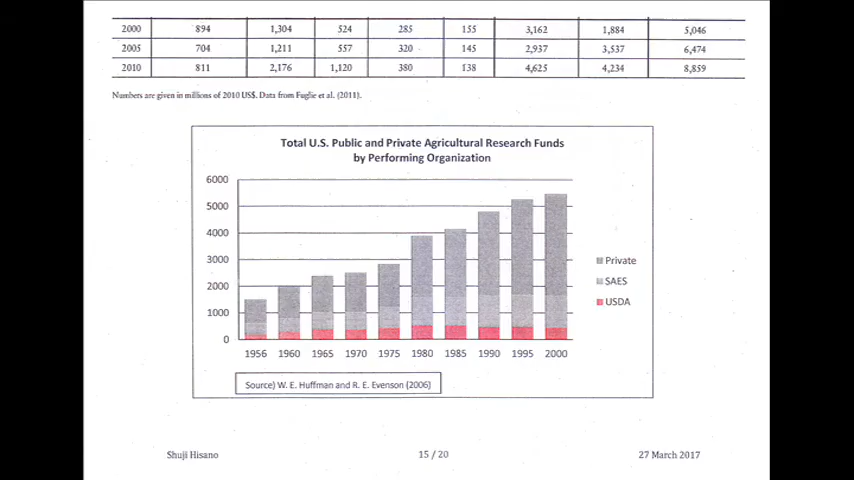 2000 894 1,304 524 285 155 3,162 1,884 5,046
2005 704 1,211 557 320 145 2,937 3,537 6,474
2010 811 2,176 1,120 380 138 4,625 4,234 8,859
Numbers are given in millions of 2010 US$. Data from Fuglie et al. (2011).
Total U.S. Public and Private Agricultural Research Funds
by Performing Organization
6000
5000
4000
3000
2000
1000
0
Private
SAES
USDA
1956 1960 1965 1970 1975 1980 1985 1990 1995 2000
Source) W. E. Huffman and R. E. Evenson (2006)
Shuji Hisano 15 / 20 27 March 2017